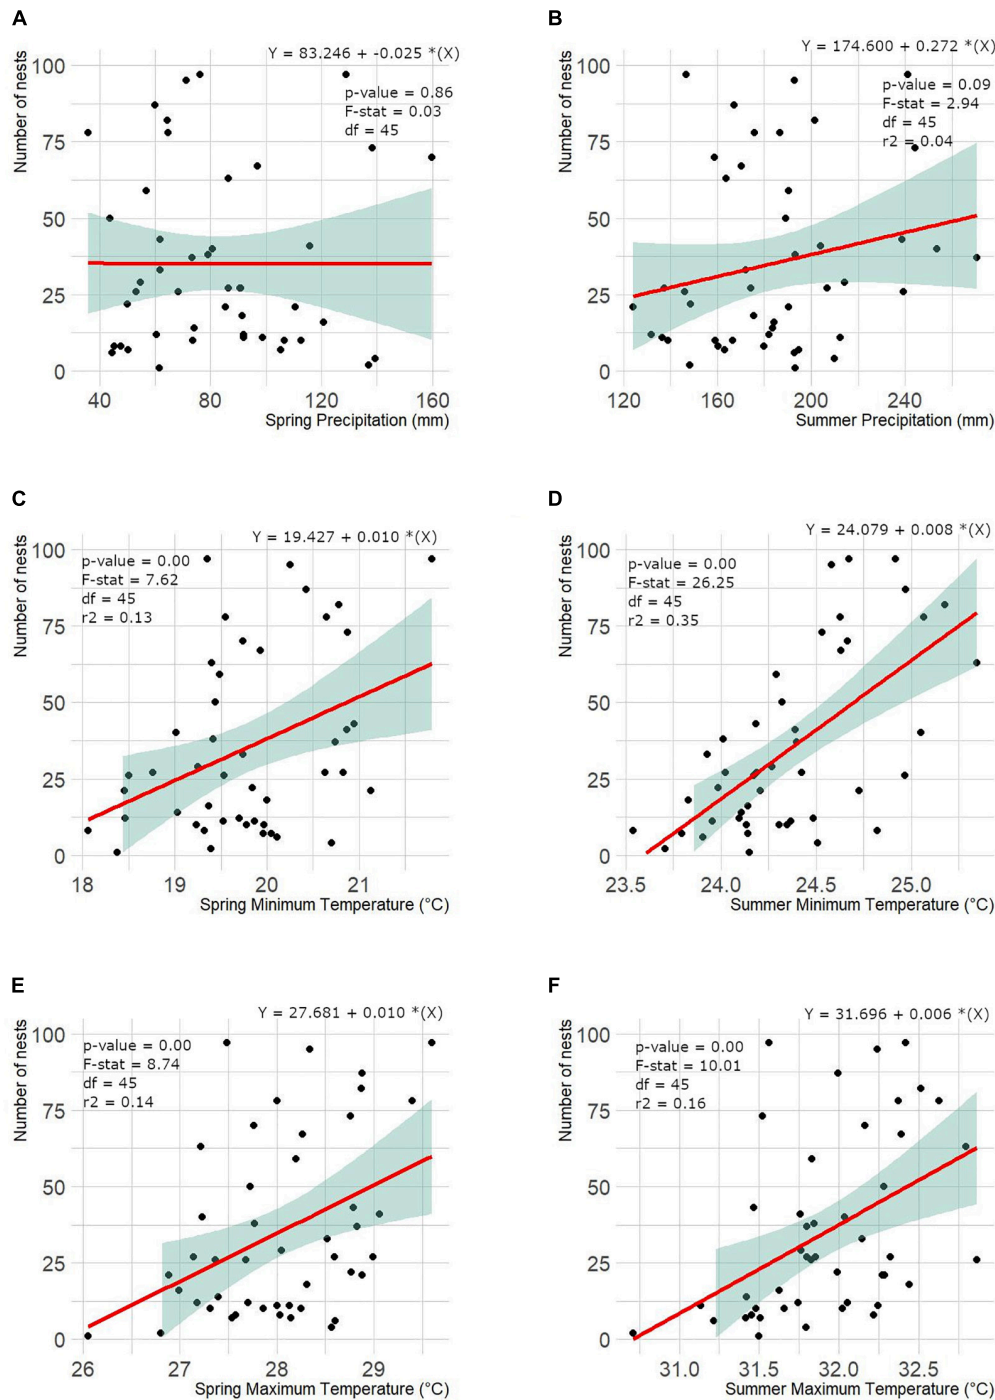 A
Y = 83.246 + -0.025 *(X)
Number of nests
100
75
50
25
0
p-value = 0.86
F-stat = 0.03
df = 45
40 80 120 160
Spring Precipitation (mm)
B
Y = 174.600 + 0.272 *(X)
Number of nests
100
75
50
25
0
p-value = 0.09
F-stat = 2.94
df = 45
r2 = 0.04
120 160 200 240
Summer Precipitation (mm)
C
Y = 19.427 + 0.010 *(X)
Number of nests
100
75
50
25
0
p-value = 0.00
F-stat = 7.62
df = 45
r2 = 0.13
18 19 20 21
Spring Minimum Temperature (°C)
D
Y = 24.079 + 0.008 *(X)
Number of nests
100
75
50
25
0
p-value = 0.00
F-stat = 26.25
df = 45
r2 = 0.35
23.5 24.0 24.5 25.0
Summer Minimum Temperature (°C)
E
Y = 27.681 + 0.010 *(X)
Number of nests
100
75
50
25
0
p-value = 0.00
F-stat = 8.74
df = 45
r2 = 0.14
26 27 28 29
Spring Maximum Temperature (°C)
F
Y = 31.696 + 0.006 *(X)
Number of nests
100
75
50
25
0
p-value = 0.00
F-stat = 10.01
df = 45
r2 = 0.16
31.0 31.5 32.0 32.5
Summer Maximum Temperature (°C)